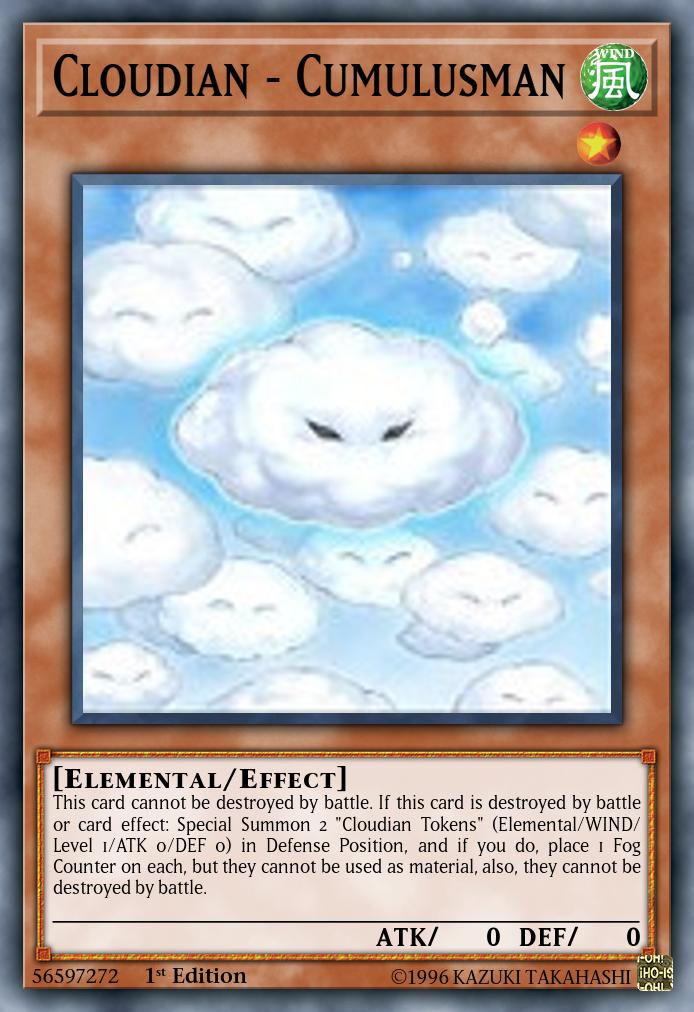 Cloudian - Cumulusman
WIND
風
[Elemental/Effect]
This card cannot be destroyed by battle. If this card is destroyed by battle
or card effect: Special Summon 2 "Cloudian Tokens" (Elemental/WIND/
Level 1/ATK 0/DEF 0) in Defense Position, and if you do, place 1 Fog
Counter on each, but they cannot be used as material, also, they cannot be
destroyed by battle.
ATK/ 0 DEF/ 0
56597272 1st Edition ©1996 KAZUKI TAKAHASHI